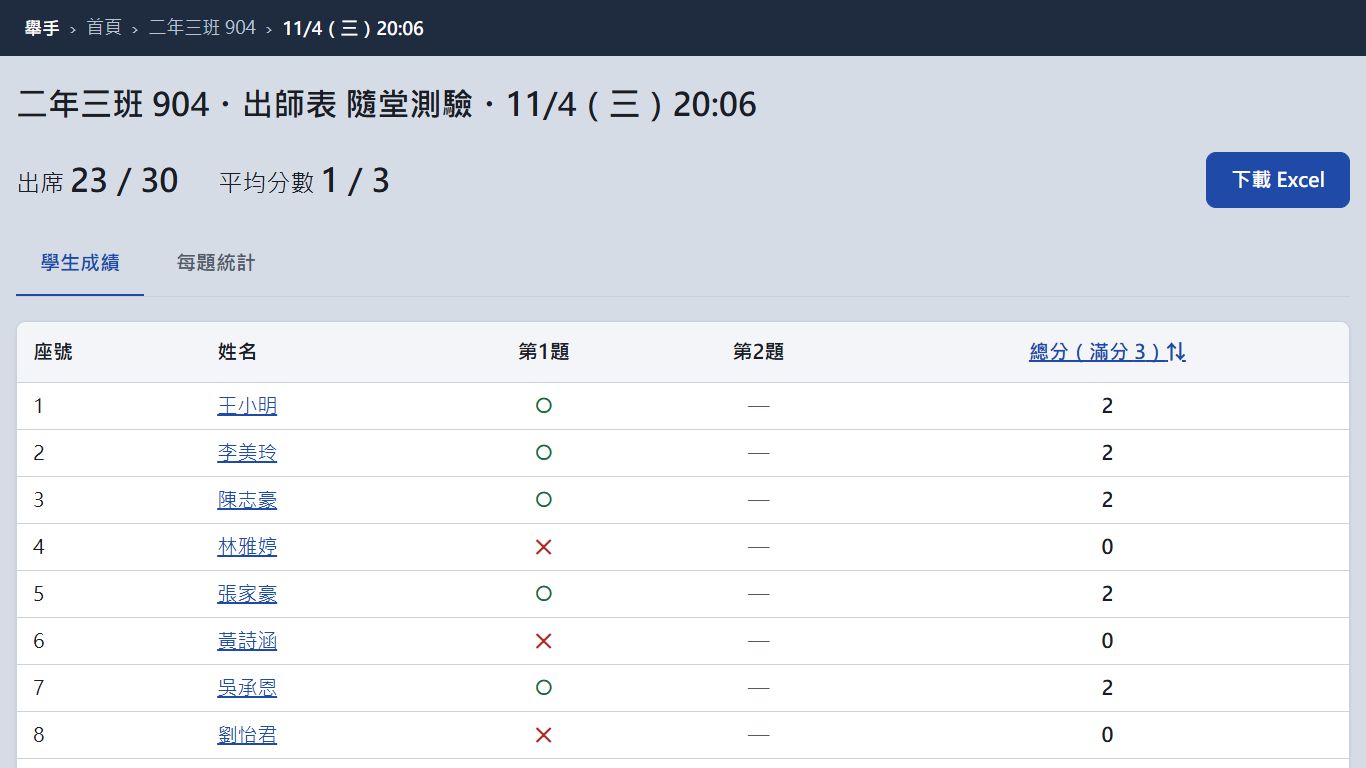 舉手 › 首頁 › 二年三班 904 › 11/4（三）20:06
二年三班 904．出師表 隨堂測驗．11/4（三）20:06
出席 23 / 30 平均分數 1 / 3 下載 Excel
學生成績 每題統計
座號 姓名 第1題 第2題 總分（滿分 3）⇅
1 王小明 ○ — 2
2 李美玲 ○ — 2
3 陳志豪 ○ — 2
4 林雅婷 ✕ — 0
5 張家豪 ○ — 2
6 黃詩涵 ✕ — 0
7 吳承恩 ○ — 2
8 劉怡君 ✕ — 0